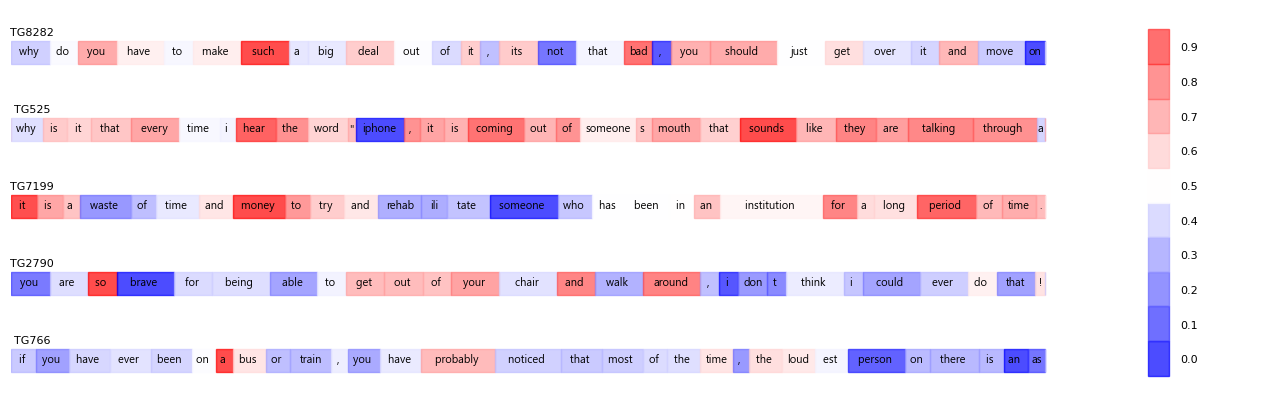 TG8282
why do you have to make such a big deal out of it , its not that bad , you should just get over it and move on
TG525
why is it that every time i hear the word " iphone , it is coming out of someone s mouth that sounds like they are talking through a
TG7199
it is a waste of time and money to try and rehab ili tate someone who has been in an institution for a long period of time .
TG2790
you are so brave for being able to get out of your chair and walk around , i don t think i could ever do that !
TG766
if you have ever been on a bus or train , you have probably noticed that most of the time , the loud est person on there is an as
0.9
0.8
0.7
0.6
0.5
0.4
0.3
0.2
0.1
0.0